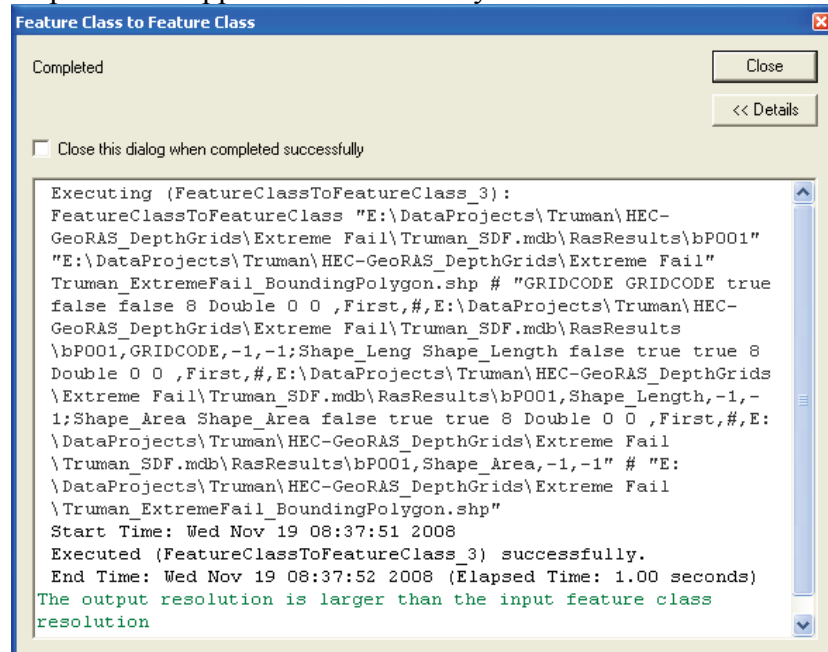 Feature Class to Feature Class
Completed
Close
<< Details
Close this dialog when completed successfully
Executing (FeatureClassToFeatureClass_3):
FeatureClassToFeatureClass "E:\DataProjects\Truman\HEC-
GeoRAS_DepthGrids\Extreme Fail\Truman_SDF.mdb\RasResults\bP001"
"E:\DataProjects\Truman\HEC-GeoRAS_DepthGrids\Extreme Fail"
Truman_ExtremeFail_BoundingPolygon.shp # "GRIDCODE GRIDCODE true
false false 8 Double 0 0 ,First,#,E:\DataProjects\Truman\HEC-
GeoRAS_DepthGrids\Extreme Fail\Truman_SDF.mdb\RasResults
\bP001,GRIDCODE,-1,-1;Shape_Leng Shape_Length false true true 8
Double 0 0 ,First,#,E:\DataProjects\Truman\HEC-GeoRAS_DepthGrids
\Extreme Fail\Truman_SDF.mdb\RasResults\bP001,Shape_Length,-1,-
1;Shape_Area Shape_Area false true true 8 Double 0 0 ,First,#,E:
\DataProjects\Truman\HEC-GeoRAS_DepthGrids\Extreme Fail
\Truman_SDF.mdb\RasResults\bP001,Shape_Area,-1,-1" # "E:
\DataProjects\Truman\HEC-GeoRAS_DepthGrids\Extreme Fail
\Truman_ExtremeFail_BoundingPolygon.shp"
Start Time: Wed Nov 19 08:37:51 2008
Executed (FeatureClassToFeatureClass_3) successfully.
End Time: Wed Nov 19 08:37:52 2008 (Elapsed Time: 1.00 seconds)
The output resolution is larger than the input feature class
resolution